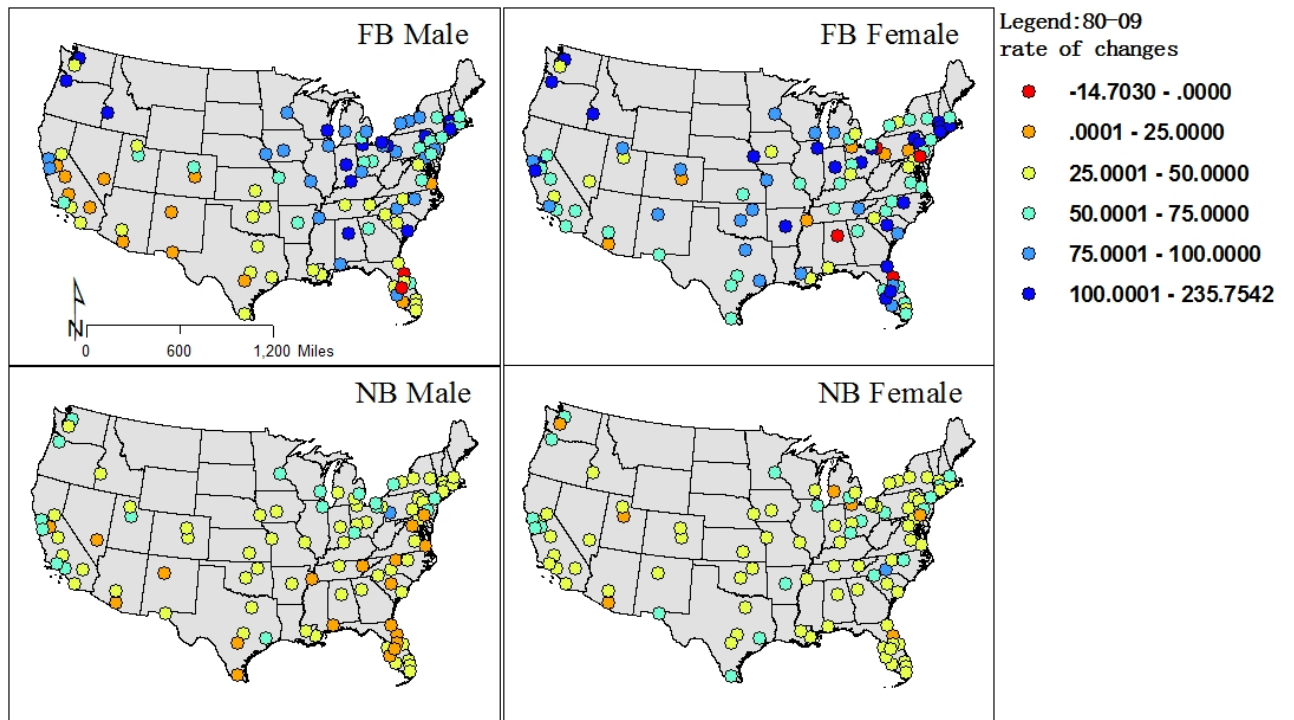 FB Male
FB Female
Legend:80-09
rate of changes
-14.7030 - .0000
.0001 - 25.0000
25.0001 - 50.0000
50.0001 - 75.0000
75.0001 - 100.0000
100.0001 - 235.7542
N
0 600 1,200 Miles
NB Male
NB Female